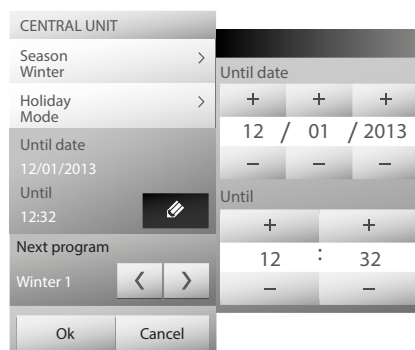 CENTRAL UNIT
Season
Winter
>
Holiday
Mode
>
Until date
12/01/2013
Until
12:32
Next program
Winter 1
< >
Ok Cancel
Until date
+ + +
12 / 01 / 2013
− − −
Until
+ +
12 : 32
− −